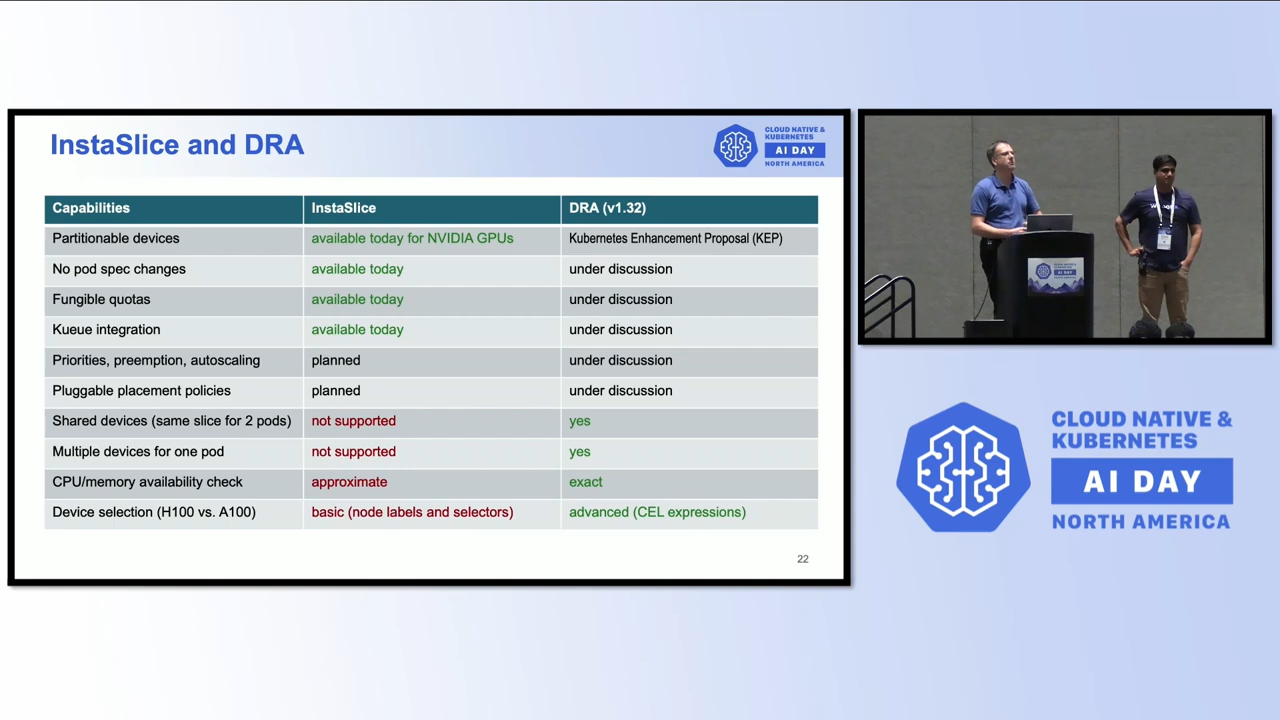 InstaSlice and DRA
CLOUD NATIVE &
KUBERNETES
AI DAY
NORTH AMERICA
Capabilities InstaSlice DRA (v1.32)
Partitionable devices available today for NVIDIA GPUs Kubernetes Enhancement Proposal (KEP)
No pod spec changes available today under discussion
Fungible quotas available today under discussion
Kueue integration available today under discussion
Priorities, preemption, autoscaling planned under discussion
Pluggable placement policies planned under discussion
Shared devices (same slice for 2 pods) not supported yes
Multiple devices for one pod not supported yes
CPU/memory availability check approximate exact
Device selection (H100 vs. A100) basic (node labels and selectors) advanced (CEL expressions)
22
AI DAY
CLOUD NATIVE &
KUBERNETES
AI DAY
NORTH AMERICA